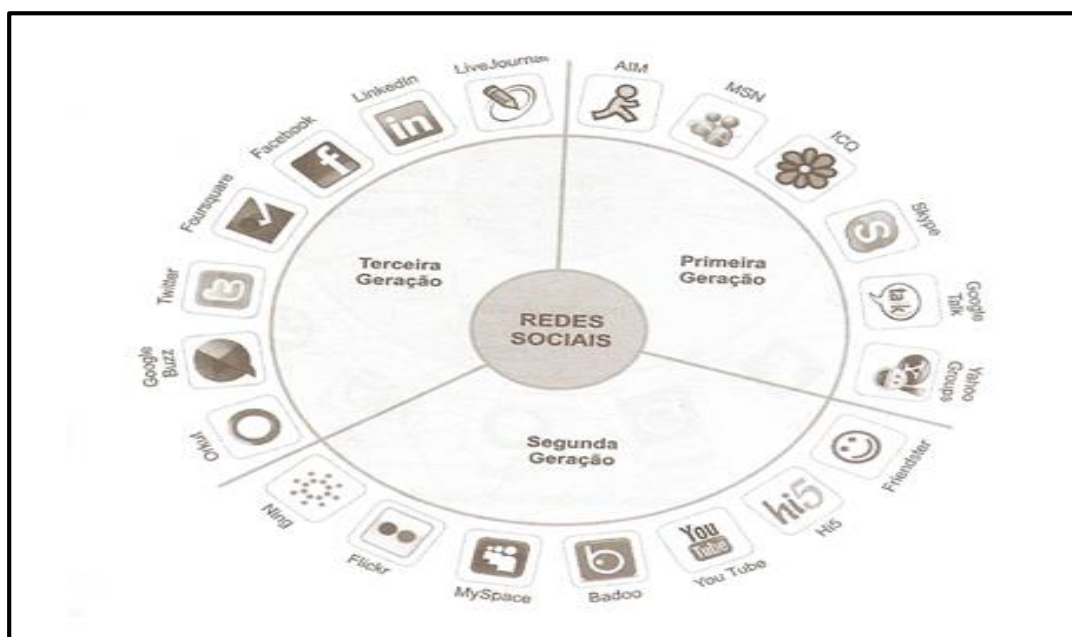 REDES
SOCIAIS
Primeira
Geração
AIM
MSN
ICQ
Skype
Google
Talk
talk
Yahoo
Groups
Segunda
Geração
Friendster
Hi5
hi5
You Tube
You
Tube
Badoo
b
MySpace
Flickr
Ning
Terceira
Geração
Orkut
Google
Buzz
Twitter
t
Foursquare
Facebook
f
LinkedIn
in
LiveJournal
S